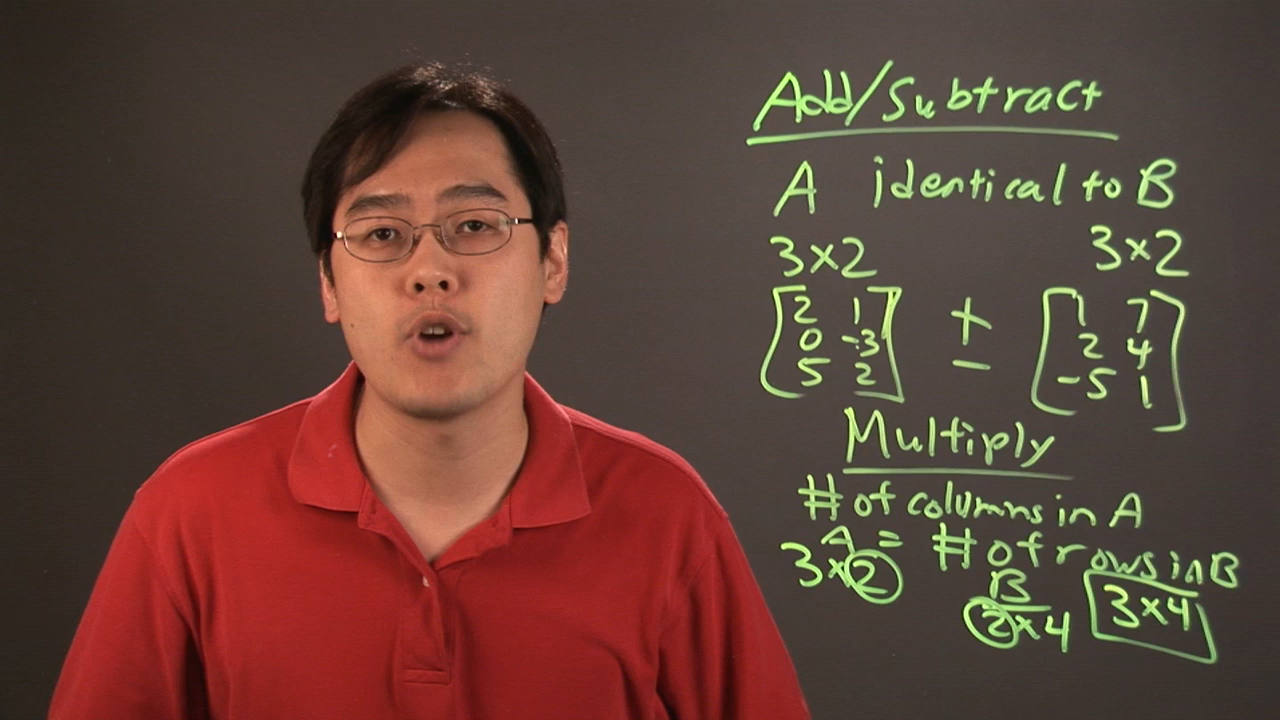 Add/Subtract
A identical to B
3×2 3×2
[2 1 + [1 7
0 -3 2 4
5 2] − -5 1]
Multiply
# of columns in A
= # of rows in B
A B
3×2 2×4 3×4